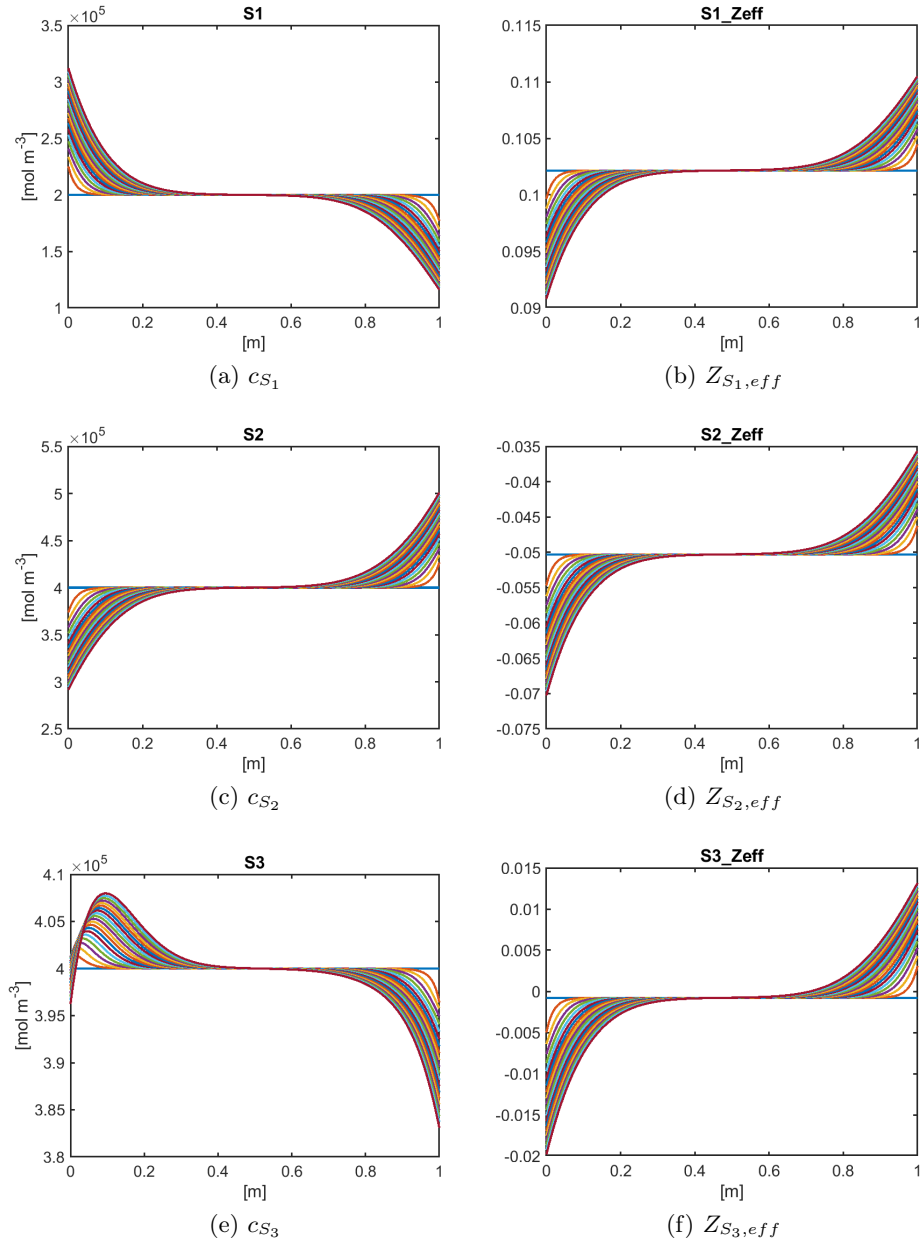 S1
×10⁵
3.5
3
2.5
2
1.5
1
[mol m⁻³]
0 0.2 0.4 0.6 0.8 1
[m]
(a) c_{S_1}
S1_Zeff
0.115
0.11
0.105
0.1
0.095
0.09
0 0.2 0.4 0.6 0.8 1
[m]
(b) Z_{S_1,eff}
S2
×10⁵
5.5
5
4.5
4
3.5
3
2.5
[mol m⁻³]
0 0.2 0.4 0.6 0.8 1
[m]
(c) c_{S_2}
S2_Zeff
-0.035
-0.04
-0.045
-0.05
-0.055
-0.06
-0.065
-0.07
-0.075
0 0.2 0.4 0.6 0.8 1
[m]
(d) Z_{S_2,eff}
S3
×10⁵
4.1
4.05
4
3.95
3.9
3.85
3.8
[mol m⁻³]
0 0.2 0.4 0.6 0.8 1
[m]
(e) c_{S_3}
S3_Zeff
0.015
0.01
0.005
0
-0.005
-0.01
-0.015
-0.02
0 0.2 0.4 0.6 0.8 1
[m]
(f) Z_{S_3,eff}